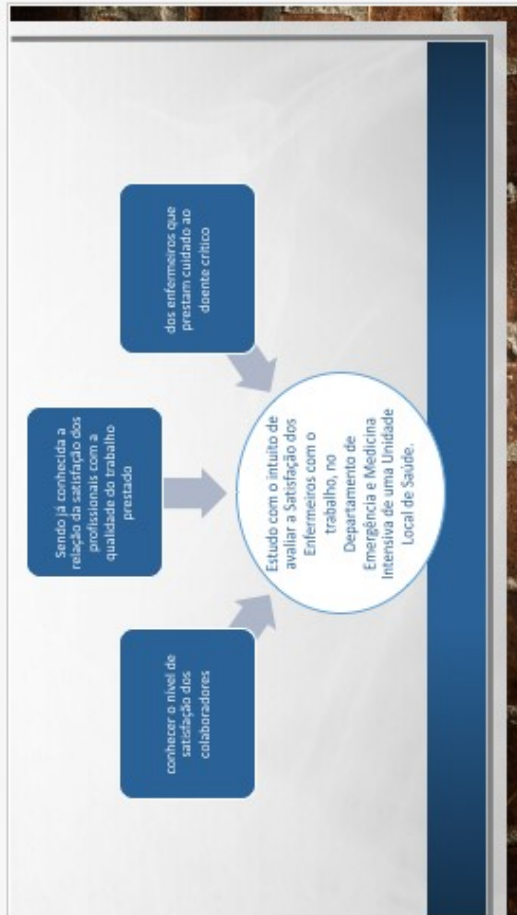 conhecer o nível de
satisfação dos
colaboradores
Sendo já conhecida a
relação da satisfação dos
profissionais com a
qualidade do trabalho
prestado
dos enfermeiros que
prestam cuidado ao
doente crítico
Estudo com o intuito de
avaliar a Satisfação dos
Enfermeiros com o
trabalho, no
Departamento de
Emergência e Medicina
Intensiva de uma Unidade
Local de Saúde.